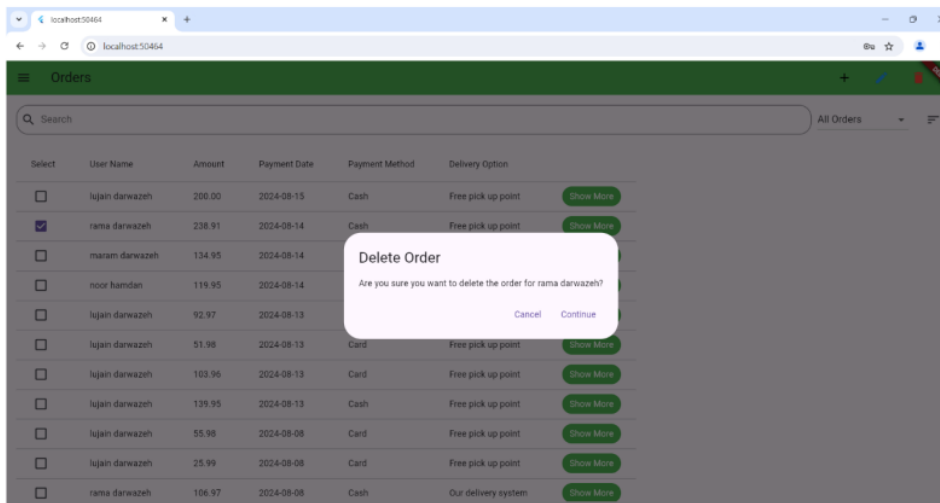 localhost:50464
localhost:50464
Orders
Search
All Orders
Select User Name Amount Payment Date Payment Method Delivery Option
lujain darwazeh 200.00 2024-08-15 Cash Free pick up point Show More
rama darwazeh 238.91 2024-08-14 Cash Free pick up point Show More
maram darwazeh 134.95 2024-08-14
noor hamdan 119.95 2024-08-14
lujain darwazeh 92.97 2024-08-13
lujain darwazeh 51.98 2024-08-13 Card Free pick up point Show More
lujain darwazeh 103.96 2024-08-13 Card Free pick up point Show More
lujain darwazeh 139.95 2024-08-13 Cash Free pick up point Show More
lujain darwazeh 55.98 2024-08-08 Card Free pick up point Show More
lujain darwazeh 25.99 2024-08-08 Card Free pick up point Show More
rama darwazeh 106.97 2024-08-08 Cash Our delivery system Show More
Delete Order
Are you sure you want to delete the order for rama darwazeh?
Cancel Continue